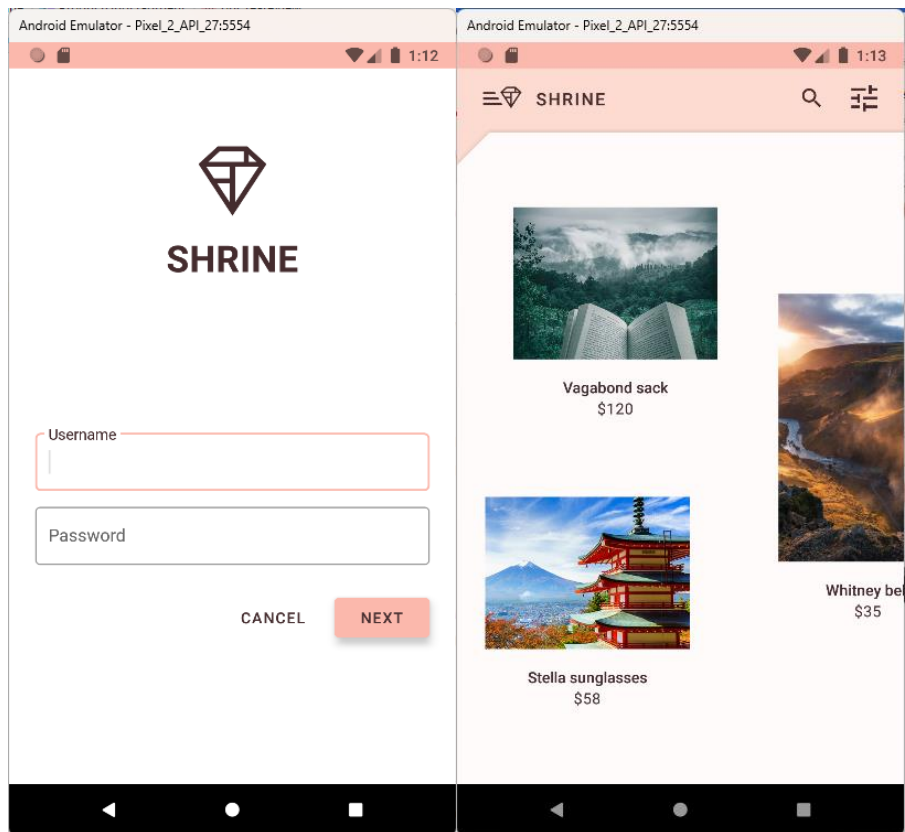 Android Emulator - Pixel_2_API_27:5554
1:12
SHRINE
Username
Password
CANCEL NEXT
Android Emulator - Pixel_2_API_27:5554
1:13
SHRINE
Vagabond sack
$120
Whitney bel
$35
Stella sunglasses
$58